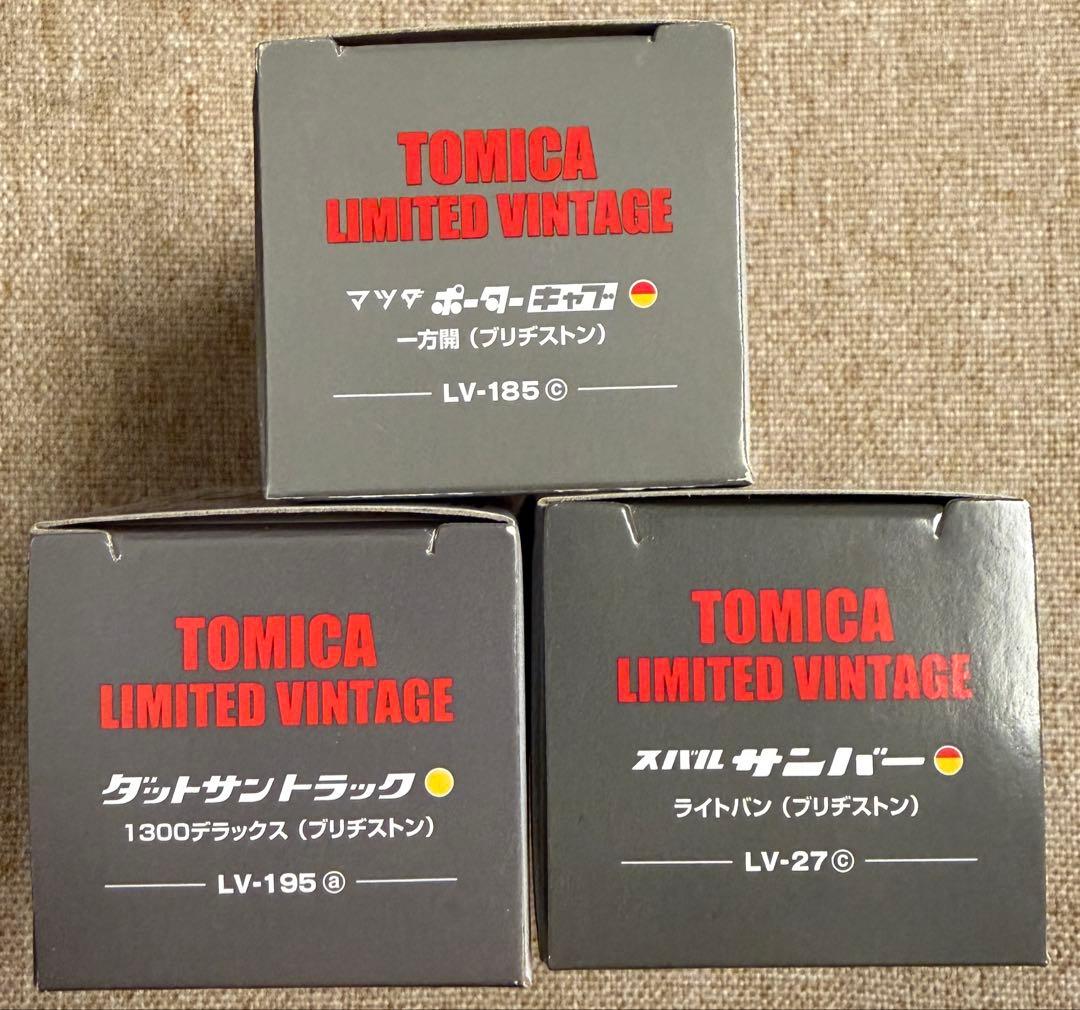 TOMICA
LIMITED VINTAGE
マツダ ポーターキャブ
一方開（ブリヂストン）
LV-185ⓒ
TOMICA
LIMITED VINTAGE
ダットサントラック
1300デラックス（ブリヂストン）
LV-195ⓐ
TOMICA
LIMITED VINTAGE
スバル サンバー
ライトバン（ブリヂストン）
LV-27ⓒ